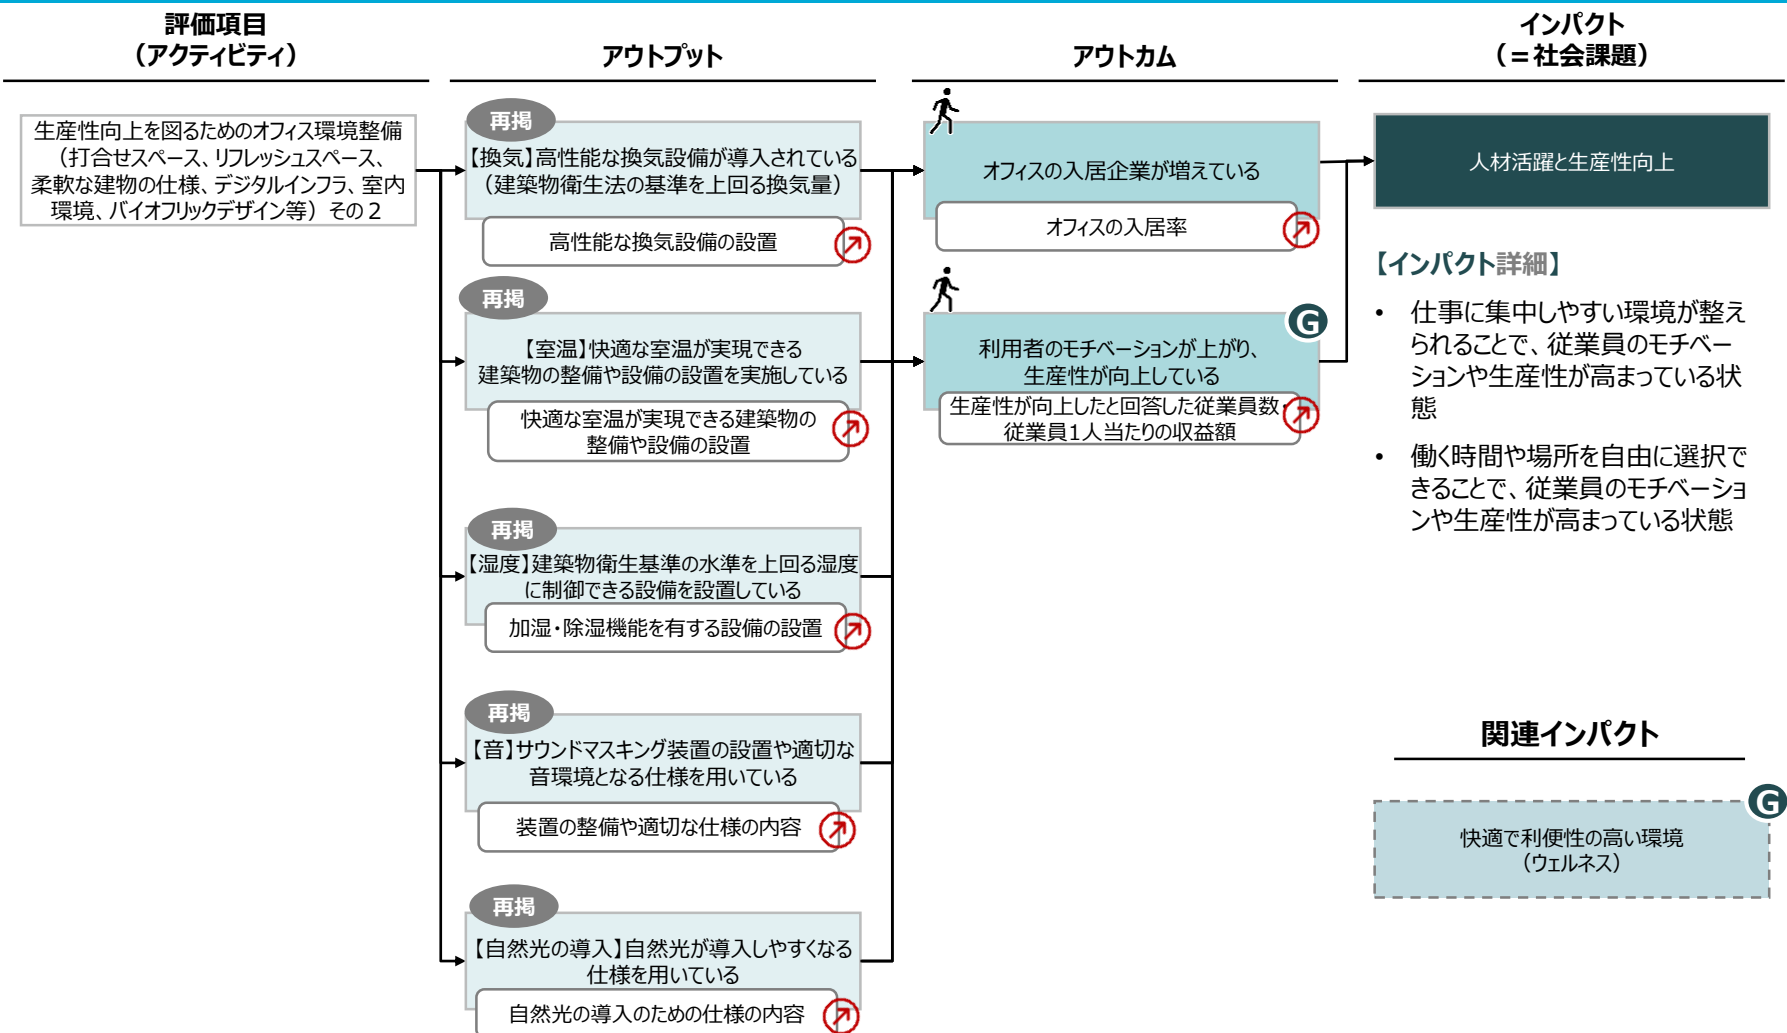 評価項目
（アクティビティ）
アウトプット
アウトカム
インパクト
（＝社会課題）
生産性向上を図るためのオフィス環境整備
（打合せスペース、リフレッシュスペース、
柔軟な建物の仕様、デジタルインフラ、室内
環境、バイオフリックデザイン等）その２
再掲
【換気】高性能な換気設備が導入されている
（建築物衛生法の基準を上回る換気量）
高性能な換気設備の設置
再掲
【室温】快適な室温が実現できる
建築物の整備や設備の設置を実施している
快適な室温が実現できる建築物の
整備や設備の設置
再掲
【湿度】建築物衛生基準の水準を上回る湿度
に制御できる設備を設置している
加湿・除湿機能を有する設備の設置
再掲
【音】サウンドマスキング装置の設置や適切な
音環境となる仕様を用いている
装置の整備や適切な仕様の内容
再掲
【自然光の導入】自然光が導入しやすくなる
仕様を用いている
自然光の導入のための仕様の内容
オフィスの入居企業が増えている
オフィスの入居率
G
利用者のモチベーションが上がり、
生産性が向上している
生産性が向上したと回答した従業員数・
従業員1人当たりの収益額
人材活躍と生産性向上
【インパクト詳細】
• 仕事に集中しやすい環境が整え
られることで、従業員のモチベー
ションや生産性が高まっている状
態
• 働く時間や場所を自由に選択で
きることで、従業員のモチベーショ
ンや生産性が高まっている状態
関連インパクト
G
快適で利便性の高い環境
（ウェルネス）